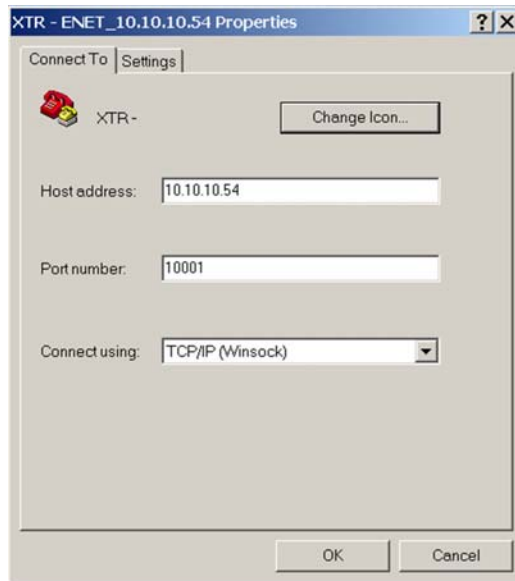 XTR - ENET_10.10.10.54 Properties
Connect To
Settings
XTR -
Change Icon...
Host address:
10.10.10.54
Port number:
10001
Connect using:
TCP/IP (Winsock)
OK
Cancel